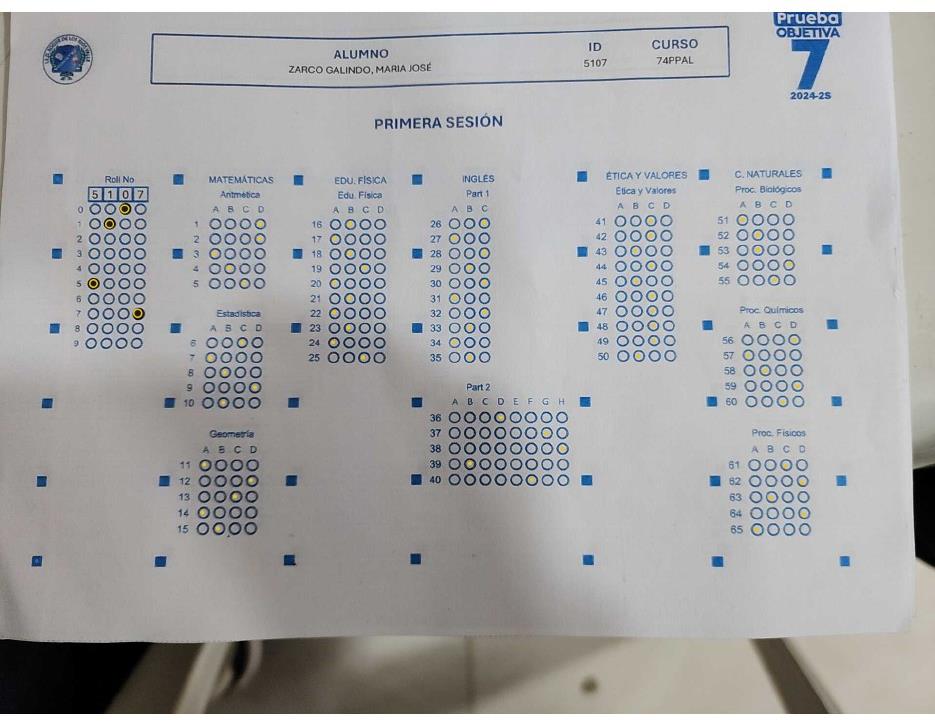 Prueba
OBJETIVA
7
2024-2S
ALUMNO ID CURSO
ZARCO GALINDO, MARIA JOSÉ 5107 74PPAL
PRIMERA SESIÓN
Roll No
5 1 0 7
0
1
2
3
4
5
6
7
8
9
MATEMÁTICAS
Aritmética
A B C D
1
2
3
4
5
Estadística
A B C D
6
7
8
9
10
Geometría
A B C D
11
12
13
14
15
EDU. FÍSICA
Edu. Física
A B C D
16
17
18
19
20
21
22
23
24
25
INGLÉS
Part 1
A B C
26
27
28
29
30
31
32
33
34
35
Part 2
A B C D E F G H
36
37
38
39
40
ÉTICA Y VALORES
Ética y Valores
A B C D
41
42
43
44
45
46
47
48
49
50
C. NATURALES
Proc. Biológicos
A B C D
51
52
53
54
55
Proc. Químicos
A B C D
56
57
58
59
60
Proc. Físicos
A B C D
61
62
63
64
65